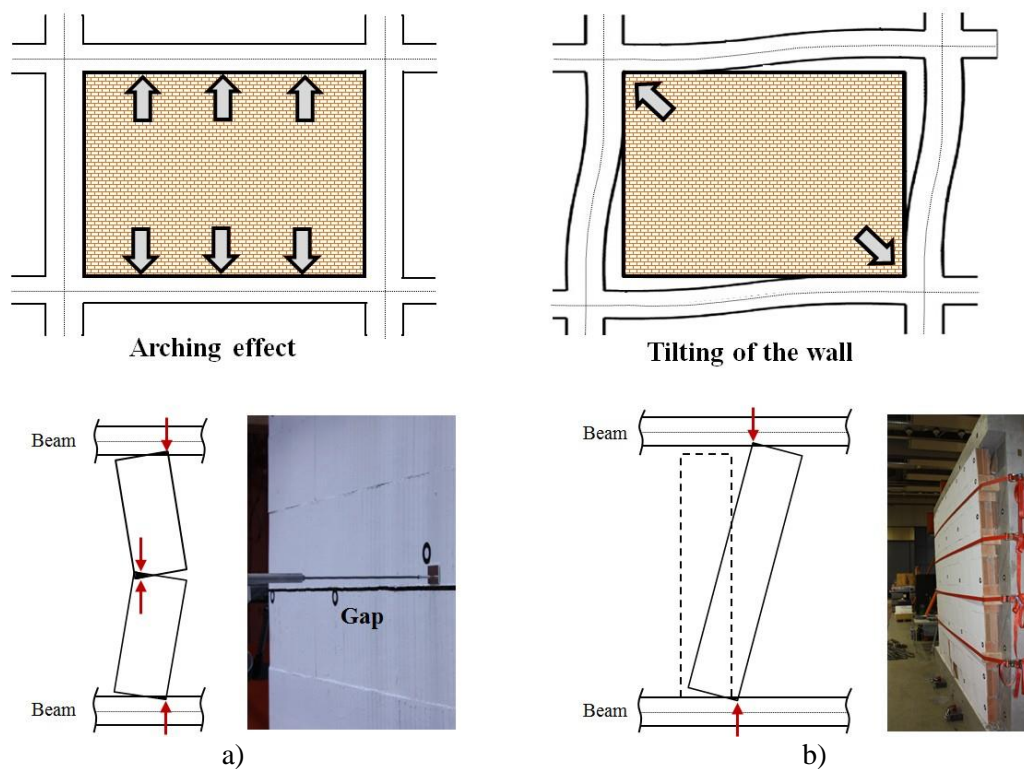 Arching effect
Tilting of the wall
Beam
Gap
Beam
a)
Beam
Beam
b)